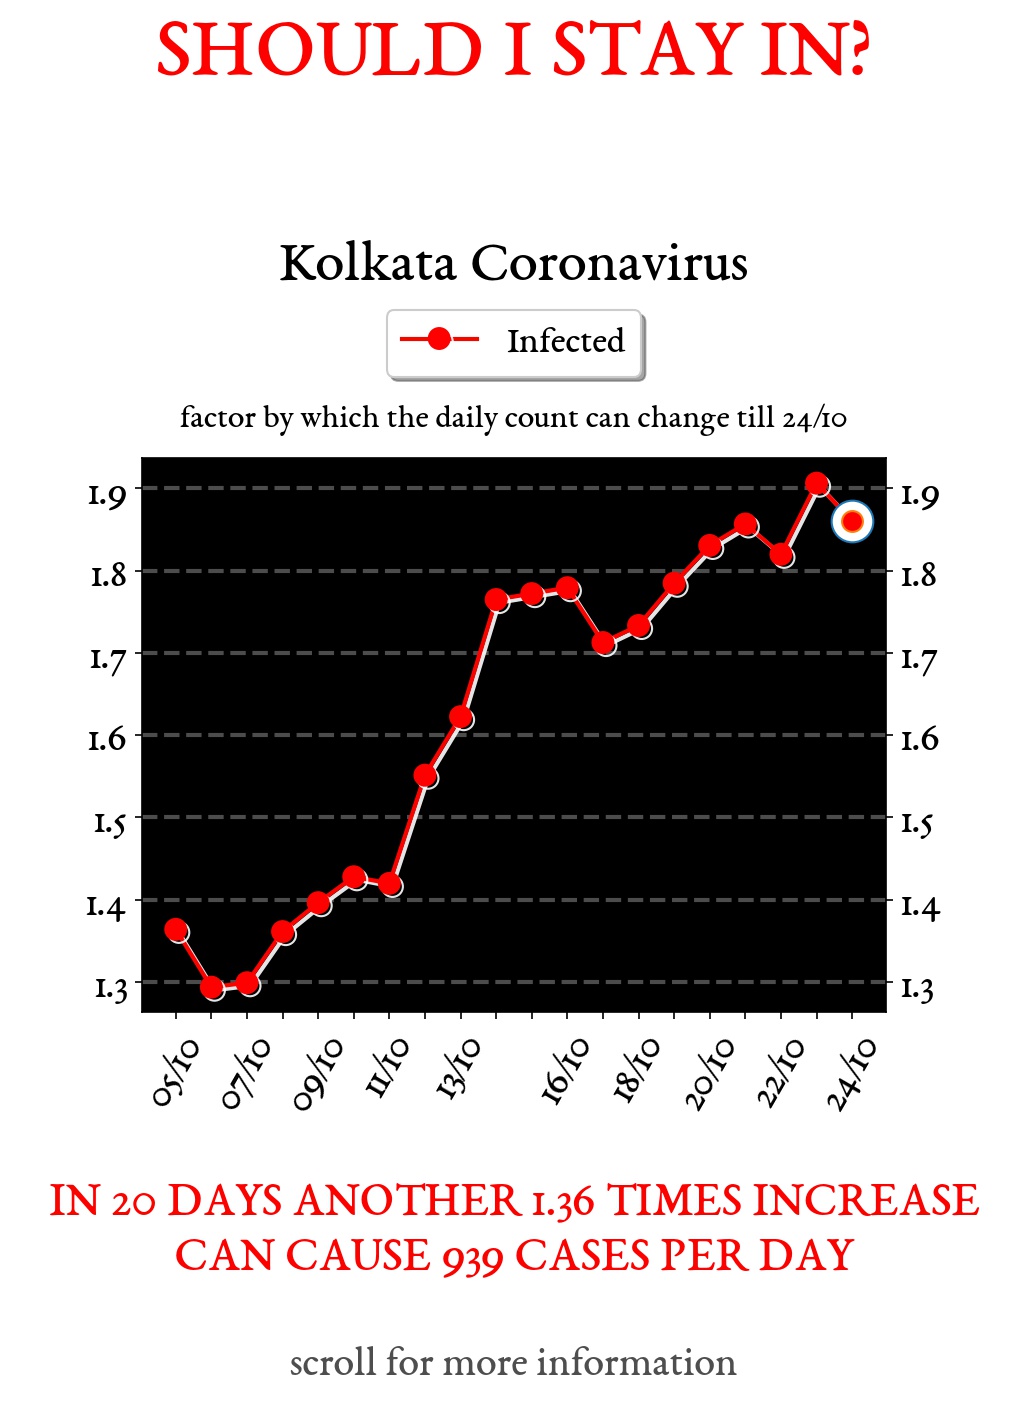 SHOULD I STAY IN?
Kolkata Coronavirus
Infected
factor by which the daily count can change till 24/10
1.9 1.9
1.8 1.8
1.7 1.7
1.6 1.6
1.5 1.5
1.4 1.4
1.3 1.3
05/10 07/10 09/10 11/10 13/10 16/10 18/10 20/10 22/10 24/10
IN 20 DAYS ANOTHER 1.36 TIMES INCREASE
CAN CAUSE 939 CASES PER DAY
scroll for more information